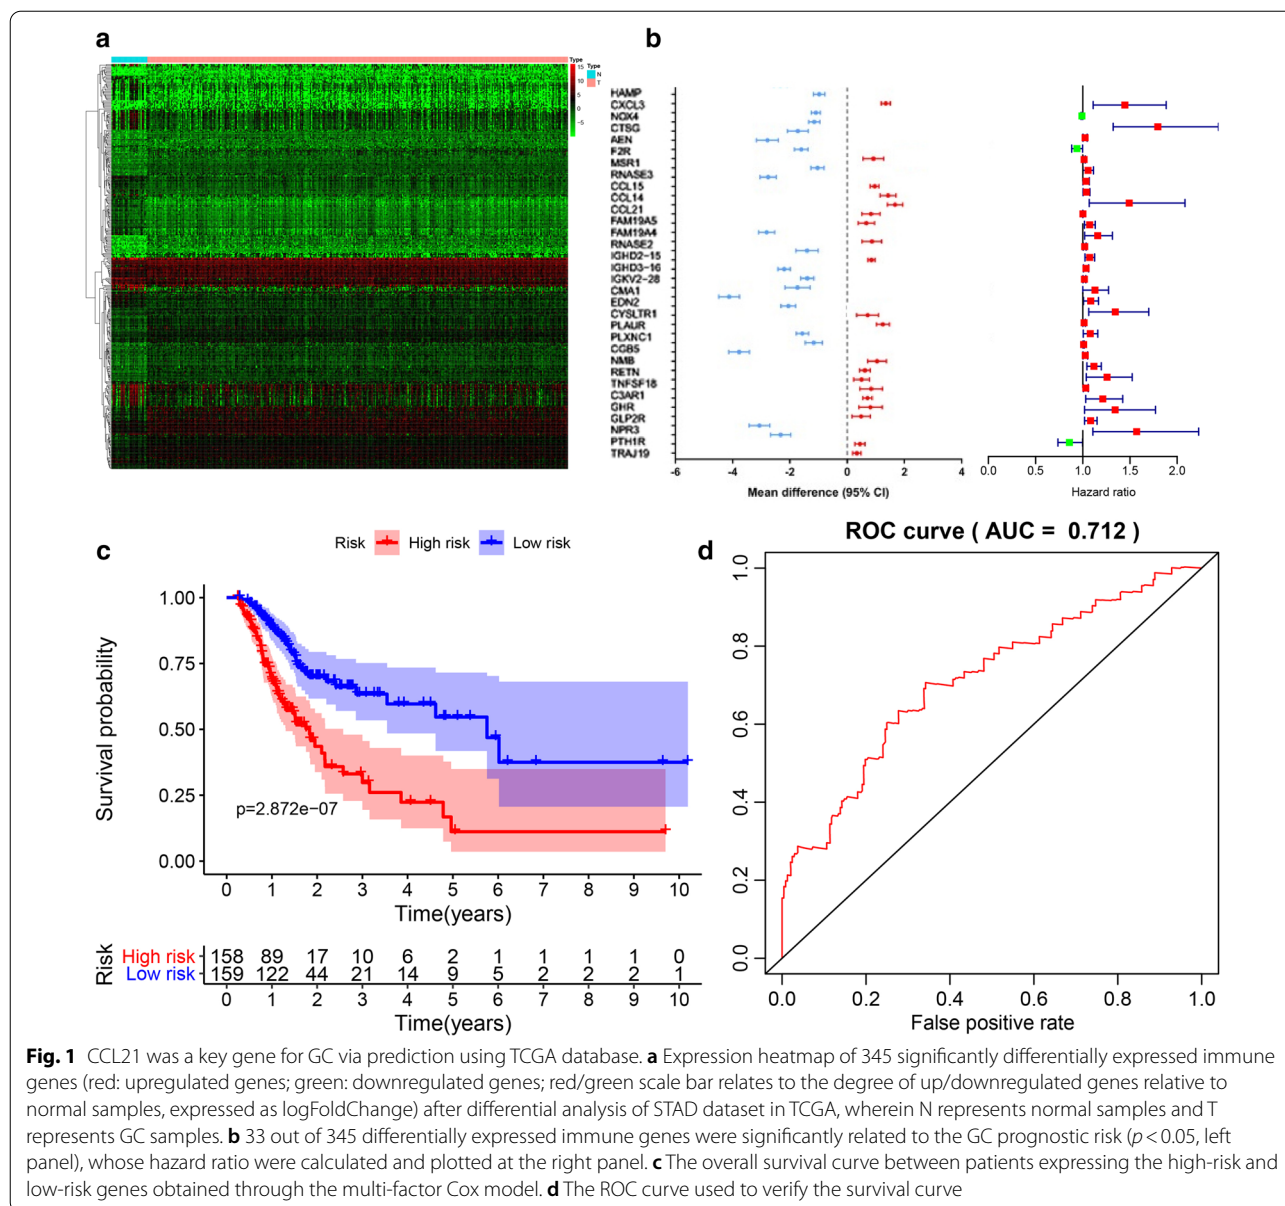 a
Type
Type
15
N
10
T
5
0
-5
b
HAMP
CXCL3
NOX4
CTSG
AEN
F2R
MSR1
RNASE3
CCL15
CCL14
CCL21
FAM19A5
FAM19A4
RNASE2
IGHD2-15
IGHD3-16
IGKV2-28
CMA1
EDN2
CYSLTR1
PLAUR
PLXNC1
CGB5
NMB
RETN
TNFSF18
C3AR1
GHR
GLP2R
NPR3
PTH1R
TRAJ19
-6 -4 -2 0 2 4
Mean difference (95% CI)
0.0 0.5 1.0 1.5 2.0
Hazard ratio
c
Risk High risk Low risk
Survival probability
1.00
0.75
0.50
0.25
0.00
p=2.872e−07
0 1 2 3 4 5 6 7 8 9 10
Time(years)
Risk
High risk 158 89 17 10 6 2 1 1 1 1 0
Low risk 159 122 44 21 14 9 5 2 2 2 1
0 1 2 3 4 5 6 7 8 9 10
Time(years)
d
ROC curve ( AUC = 0.712 )
1.0
0.8
0.6
0.4
0.2
0.0
0.0 0.2 0.4 0.6 0.8 1.0
False positive rate
Fig. 1 CCL21 was a key gene for GC via prediction using TCGA database. a Expression heatmap of 345 significantly differentially expressed immune
genes (red: upregulated genes; green: downregulated genes; red/green scale bar relates to the degree of up/downregulated genes relative to
normal samples, expressed as logFoldChange) after differential analysis of STAD dataset in TCGA, wherein N represents normal samples and T
represents GC samples. b 33 out of 345 differentially expressed immune genes were significantly related to the GC prognostic risk (p < 0.05, left
panel), whose hazard ratio were calculated and plotted at the right panel. c The overall survival curve between patients expressing the high-risk and
low-risk genes obtained through the multi-factor Cox model. d The ROC curve used to verify the survival curve